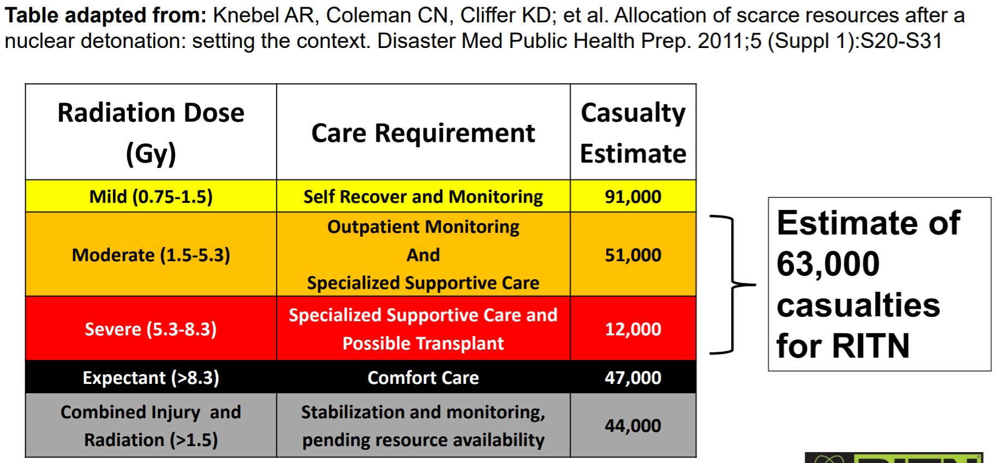 Table adapted from: Knebel AR, Coleman CN, Cliffer KD; et al. Allocation of scarce resources after a
nuclear detonation: setting the context. Disaster Med Public Health Prep. 2011;5 (Suppl 1):S20-S31
Radiation Dose
(Gy)
Care Requirement
Casualty
Estimate
Mild (0.75-1.5)
Self Recover and Monitoring
91,000
Moderate (1.5-5.3)
Outpatient Monitoring
And
Specialized Supportive Care
51,000
Severe (5.3-8.3)
Specialized Supportive Care and
Possible Transplant
12,000
Expectant (>8.3)
Comfort Care
47,000
Combined Injury  and
Radiation (>1.5)
Stabilization and monitoring,
pending resource availability
44,000
Estimate of
63,000
casualties
for RITN
RITN